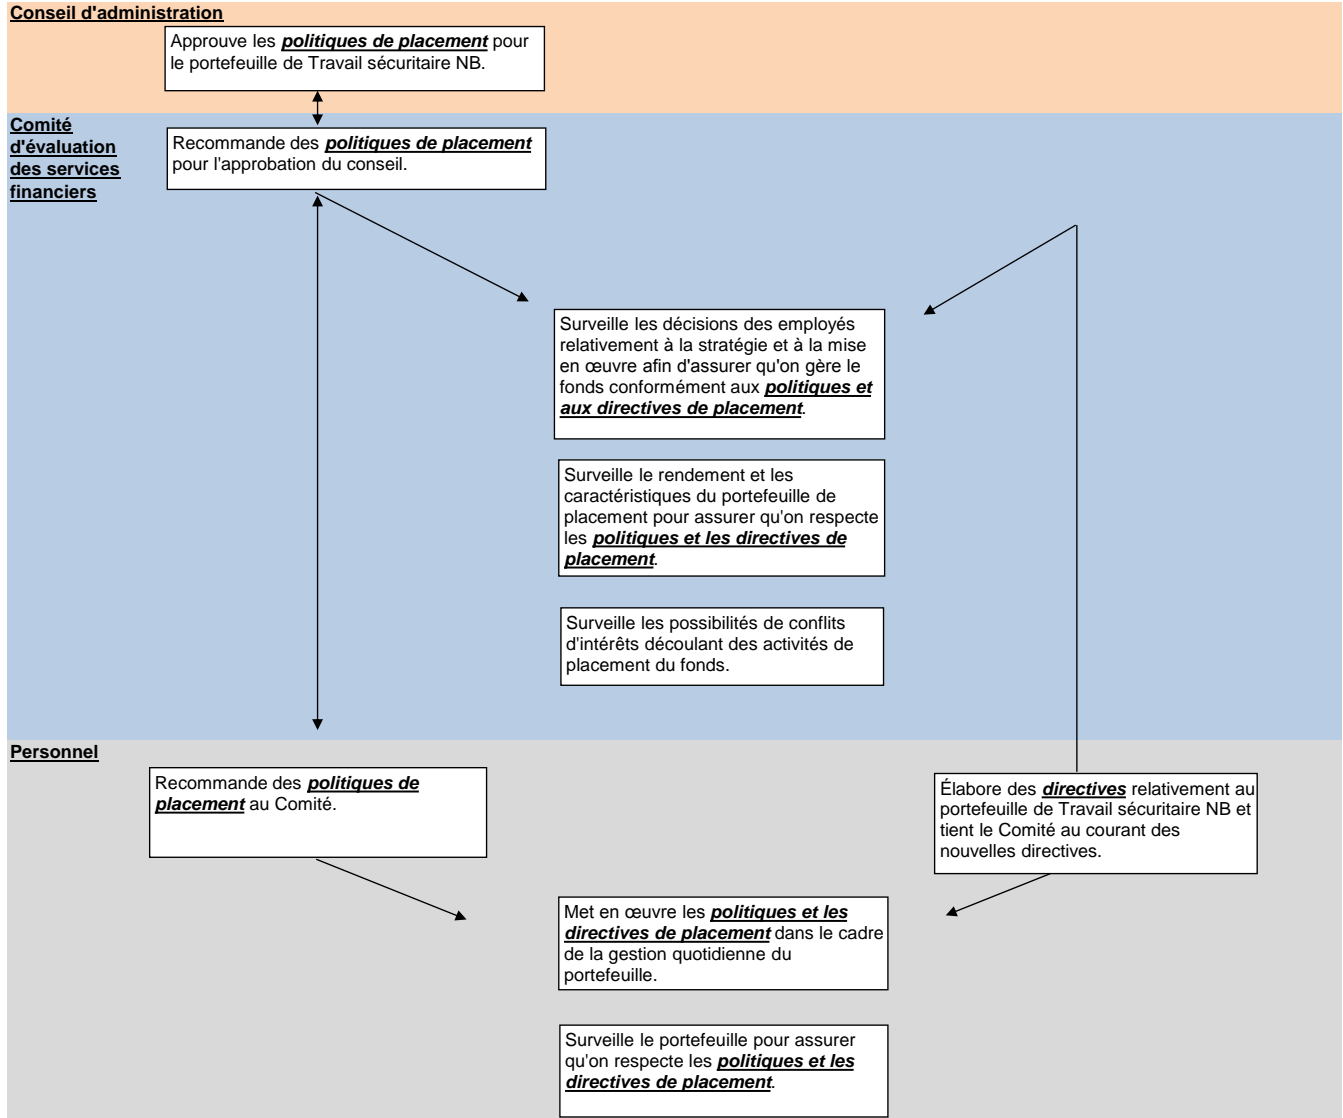 Conseil d'administration
Approuve les politiques de placement pour
le portefeuille de Travail sécuritaire NB.
Comité
d'évaluation
des services
financiers
Recommande des politiques de placement
pour l'approbation du conseil.
Surveille les décisions des employés
relativement à la stratégie et à la mise
en œuvre afin d'assurer qu'on gère le
fonds conformément aux politiques et
aux directives de placement.
Surveille le rendement et les
caractéristiques du portefeuille de
placement pour assurer qu'on respecte
les politiques et les directives de
placement.
Surveille les possibilités de conflits
d'intérêts découlant des activités de
placement du fonds.
Personnel
Recommande des politiques de
placement au Comité.
Élabore des directives relativement au
portefeuille de Travail sécuritaire NB et
tient le Comité au courant des
nouvelles directives.
Met en œuvre les politiques et les
directives de placement dans le cadre
de la gestion quotidienne du
portefeuille.
Surveille le portefeuille pour assurer
qu'on respecte les politiques et les
directives de placement.